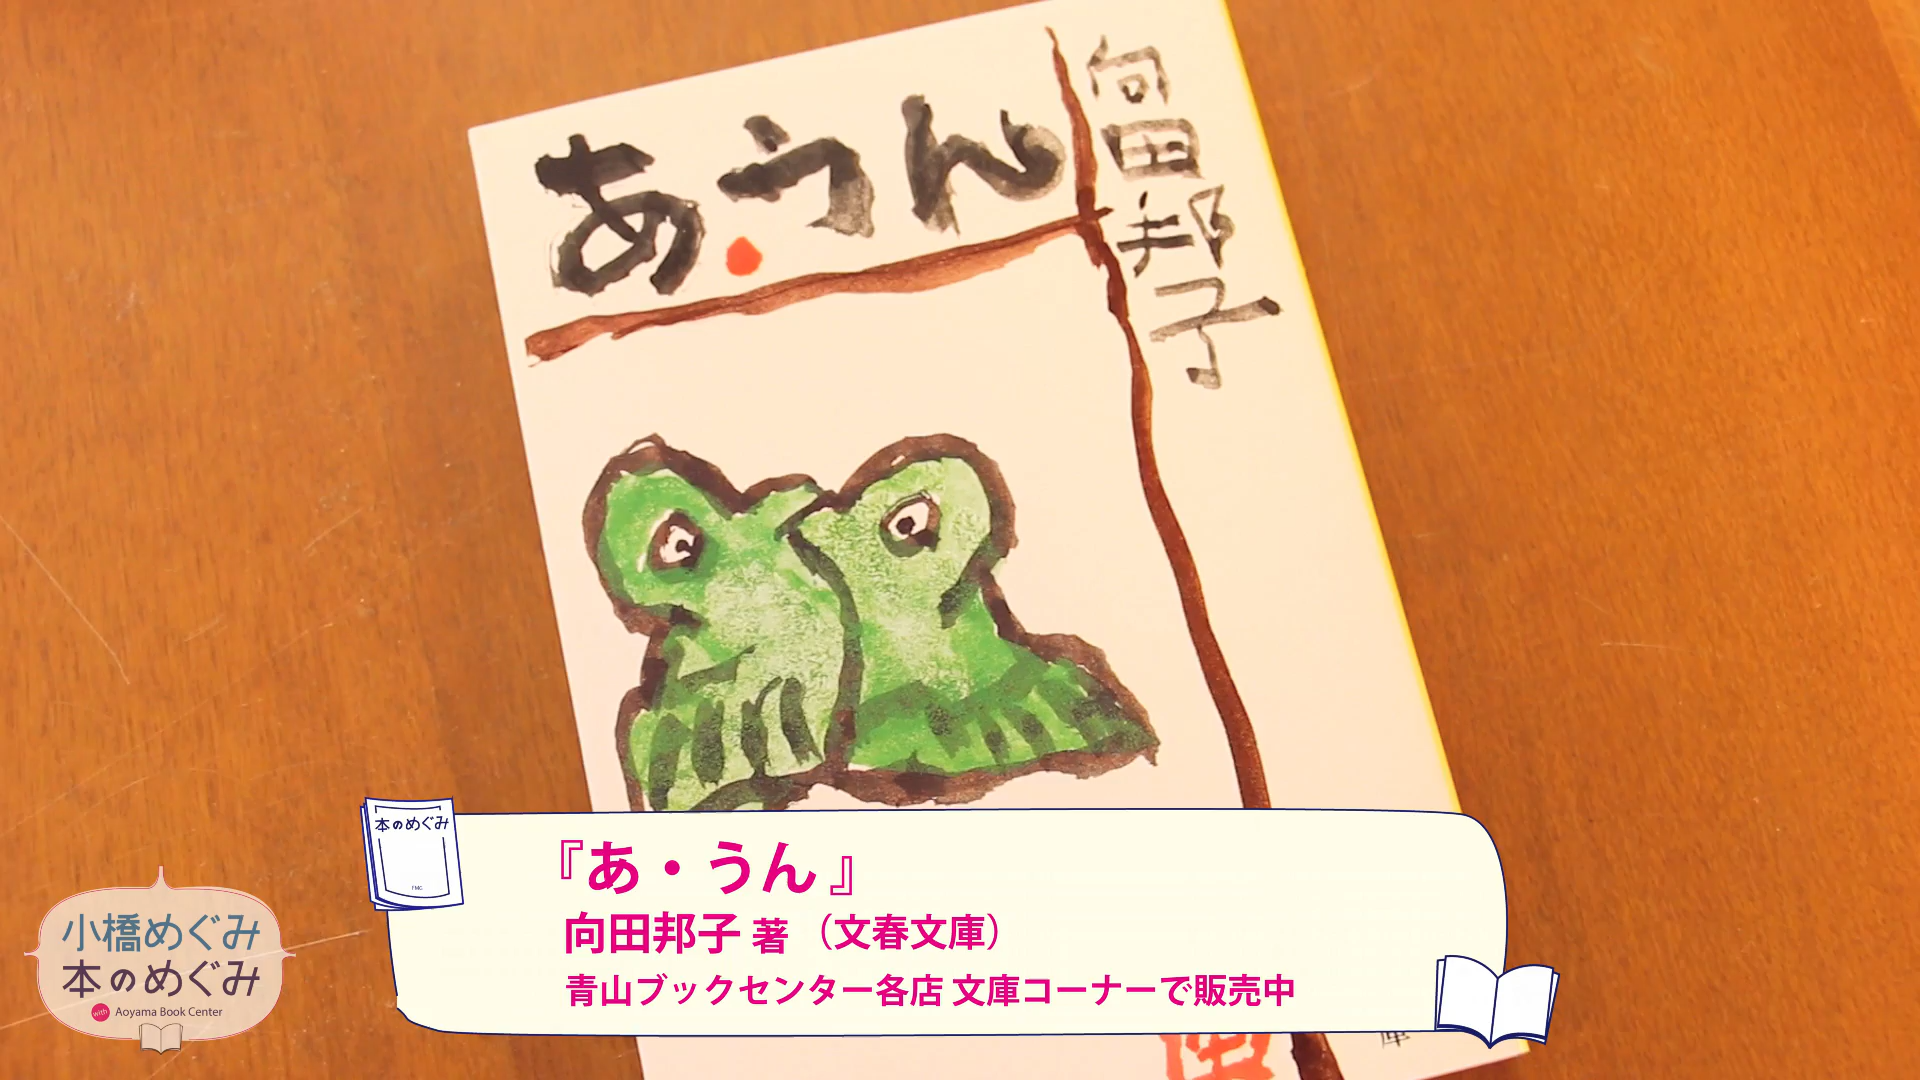 あ・うん
向田邦子
本のめぐみ
『あ・うん』
向田邦子 著 （文春文庫）
青山ブックセンター各店 文庫コーナーで販売中
小橋めぐみ
本のめぐみ
with Aoyama Book Center
庫